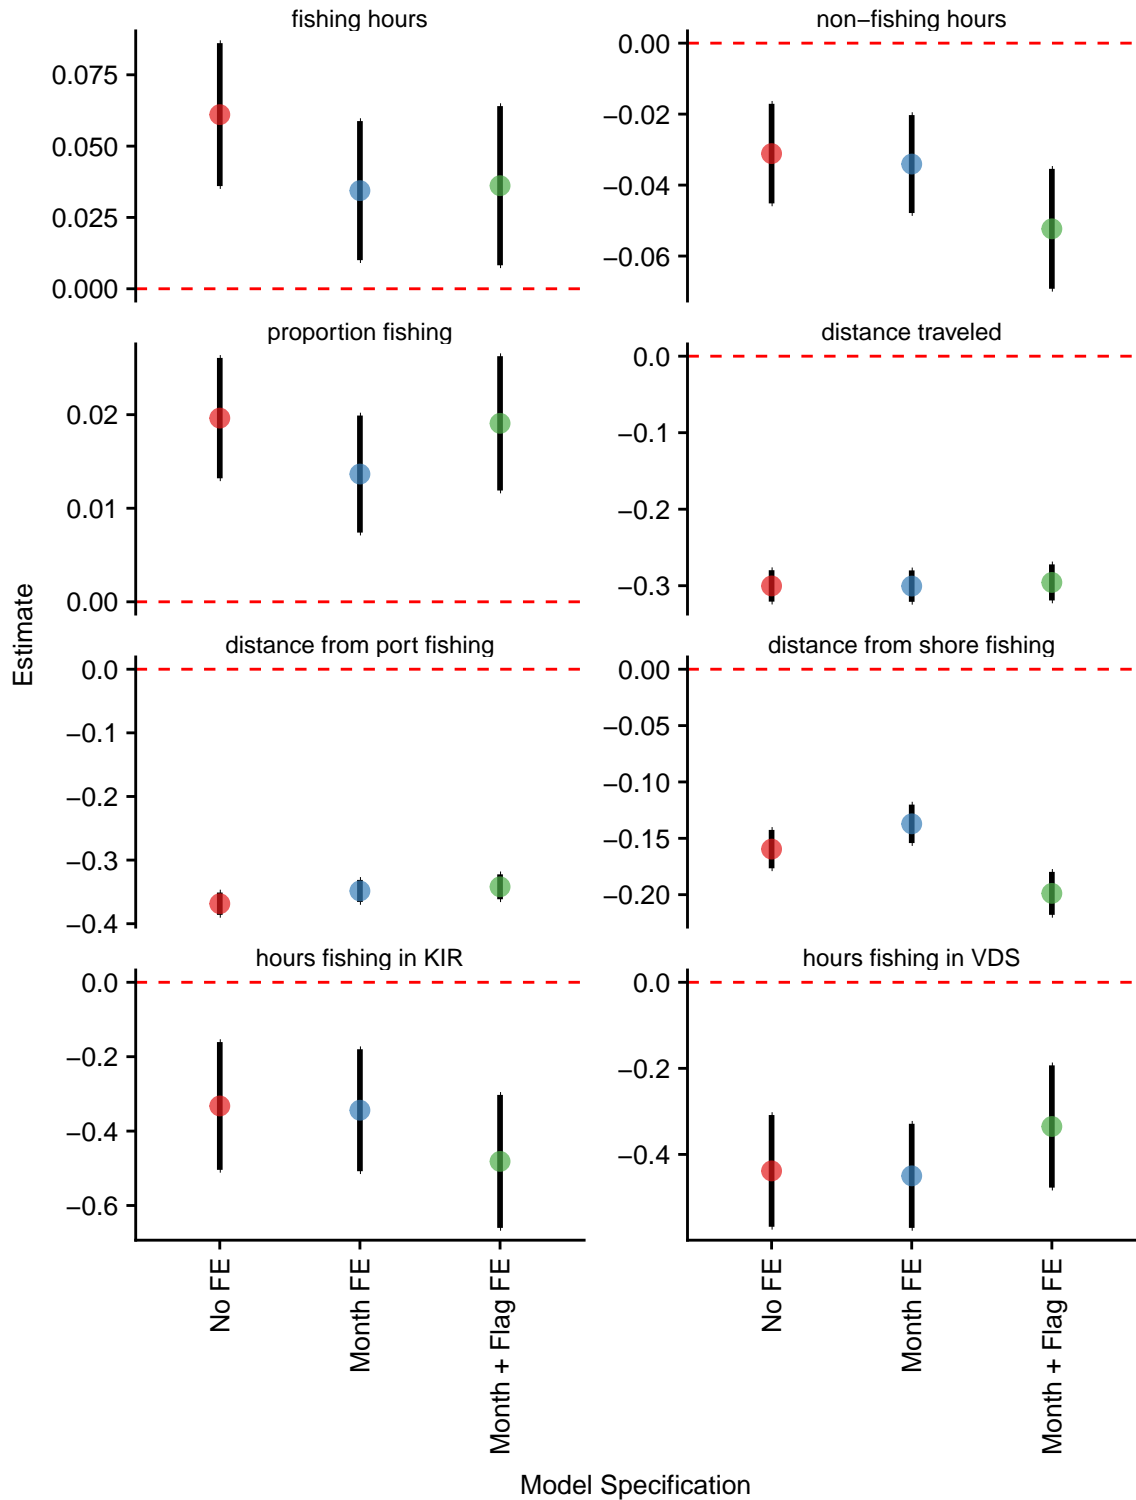 fishing hours
0.075
0.050
0.025
0.000
non−fishing hours
0.00
−0.02
−0.04
−0.06
proportion fishing
0.02
0.01
0.00
distance traveled
0.0
−0.1
−0.2
−0.3
distance from port fishing
0.0
−0.1
−0.2
−0.3
−0.4
distance from shore fishing
0.00
−0.05
−0.10
−0.15
−0.20
hours fishing in KIR
0.0
−0.2
−0.4
−0.6
hours fishing in VDS
0.0
−0.2
−0.4
Estimate
No FE
Month FE
Month + Flag FE
No FE
Month FE
Month + Flag FE
Model Specification